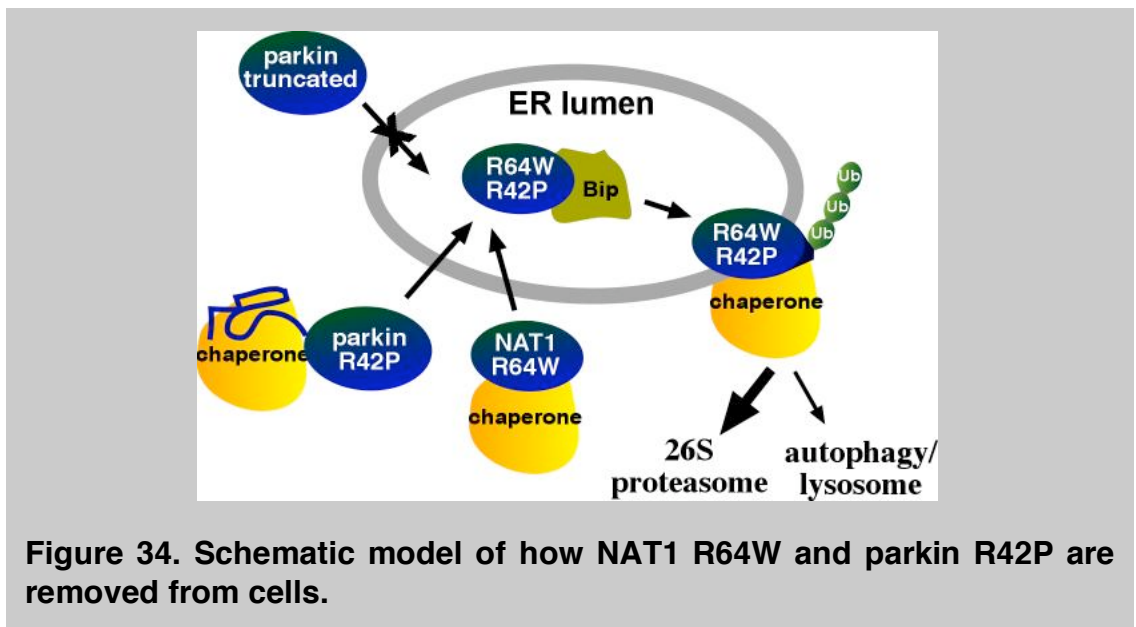 parkin
truncated
ER lumen
R64W
R42P
Bip
Ub
Ub
Ub
R64W
R42P
chaperone
chaperone
parkin
R42P
NAT1
R64W
chaperone
26S
proteasome
autophagy/
lysosome
Figure 34. Schematic model of how NAT1 R64W and parkin R42P are
removed from cells.